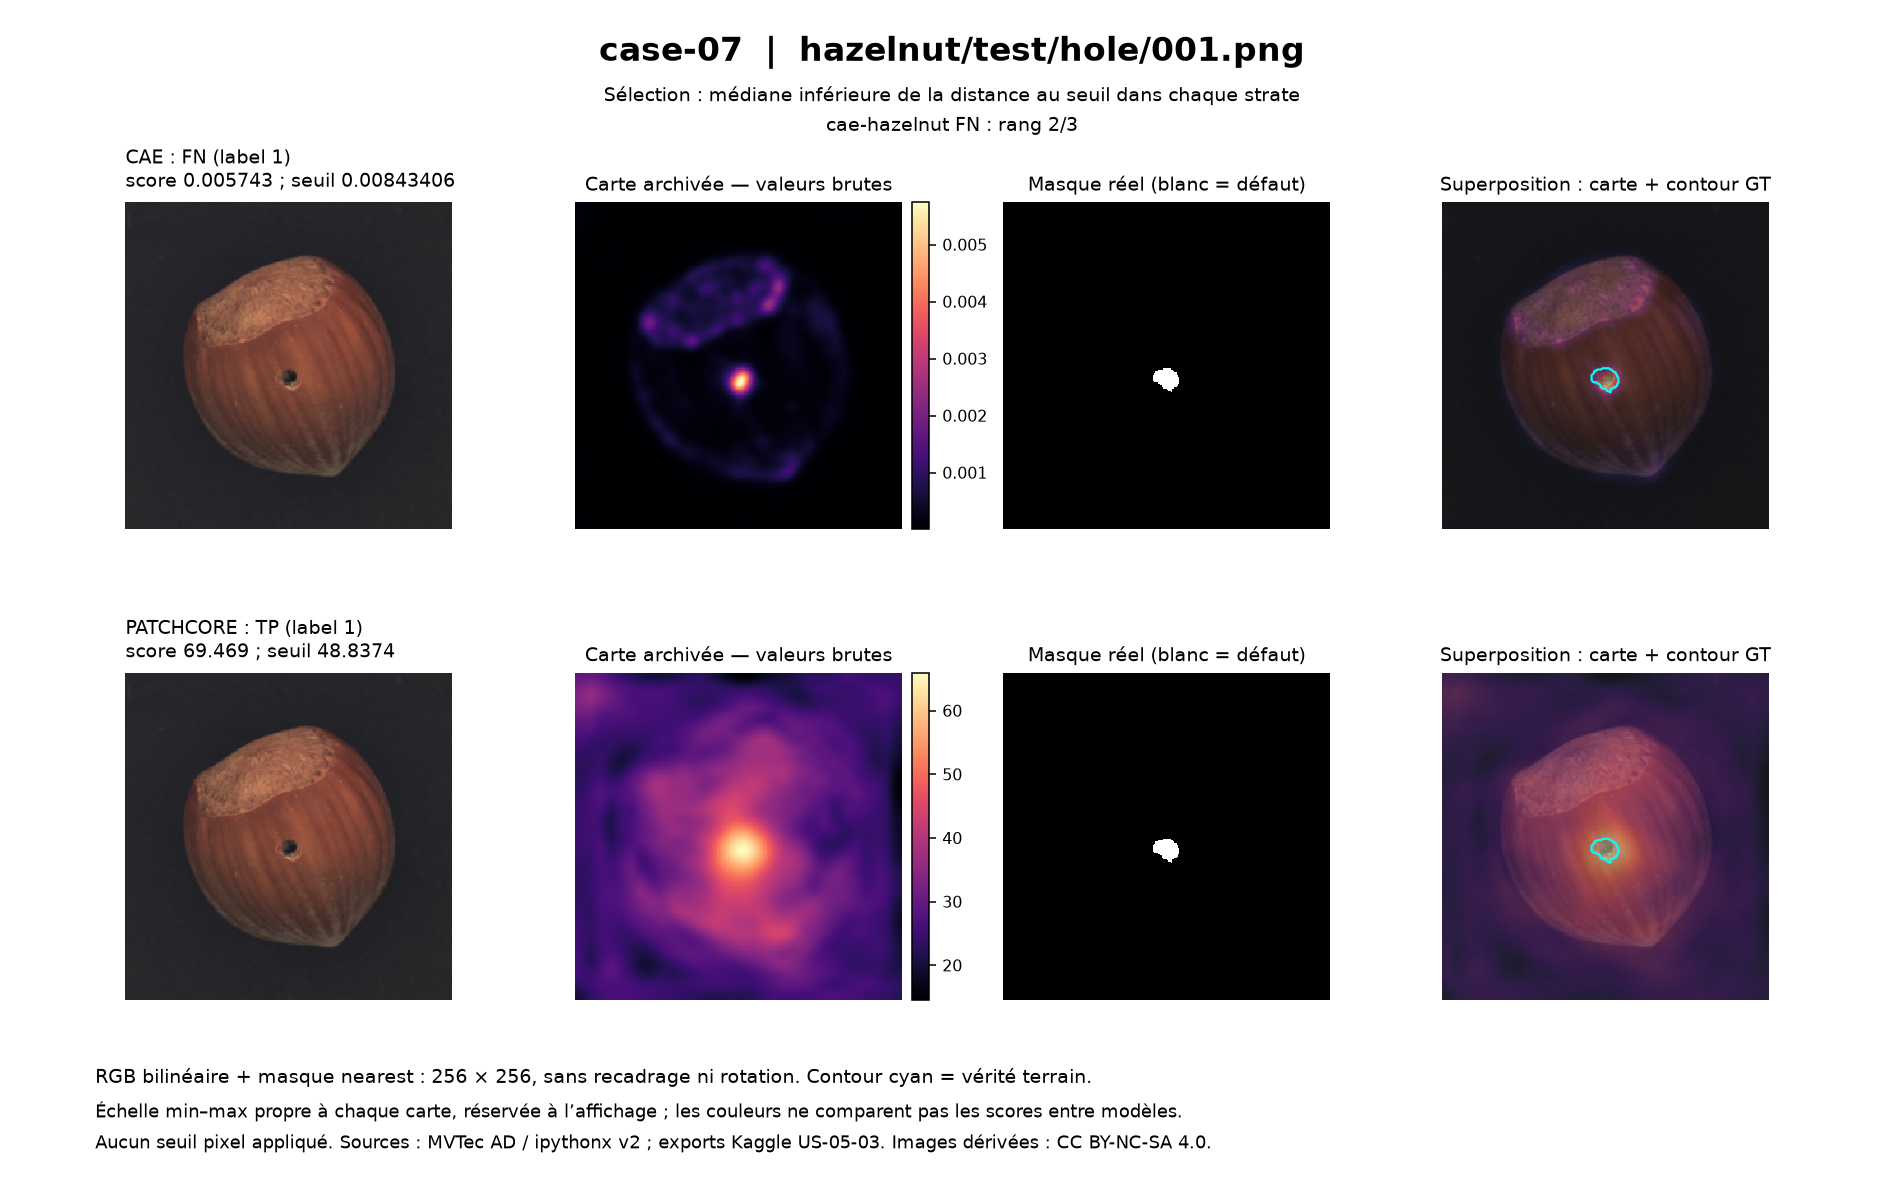 case-07 | hazelnut/test/hole/001.png
Sélection : médiane inférieure de la distance au seuil dans chaque strate
cae-hazelnut FN : rang 2/3
CAE : FN (label 1)
score 0.005743 ; seuil 0.00843406
Carte archivée — valeurs brutes
Masque réel (blanc = défaut)
Superposition : carte + contour GT
0.005
0.004
0.003
0.002
0.001
PATCHCORE : TP (label 1)
score 69.469 ; seuil 48.8374
Carte archivée — valeurs brutes
Masque réel (blanc = défaut)
Superposition : carte + contour GT
60
50
40
30
20
RGB bilinéaire + masque nearest : 256 × 256, sans recadrage ni rotation. Contour cyan = vérité terrain.
Échelle min–max propre à chaque carte, réservée à l’affichage ; les couleurs ne comparent pas les scores entre modèles.
Aucun seuil pixel appliqué. Sources : MVTec AD / ipythonx v2 ; exports Kaggle US-05-03. Images dérivées : CC BY-NC-SA 4.0.